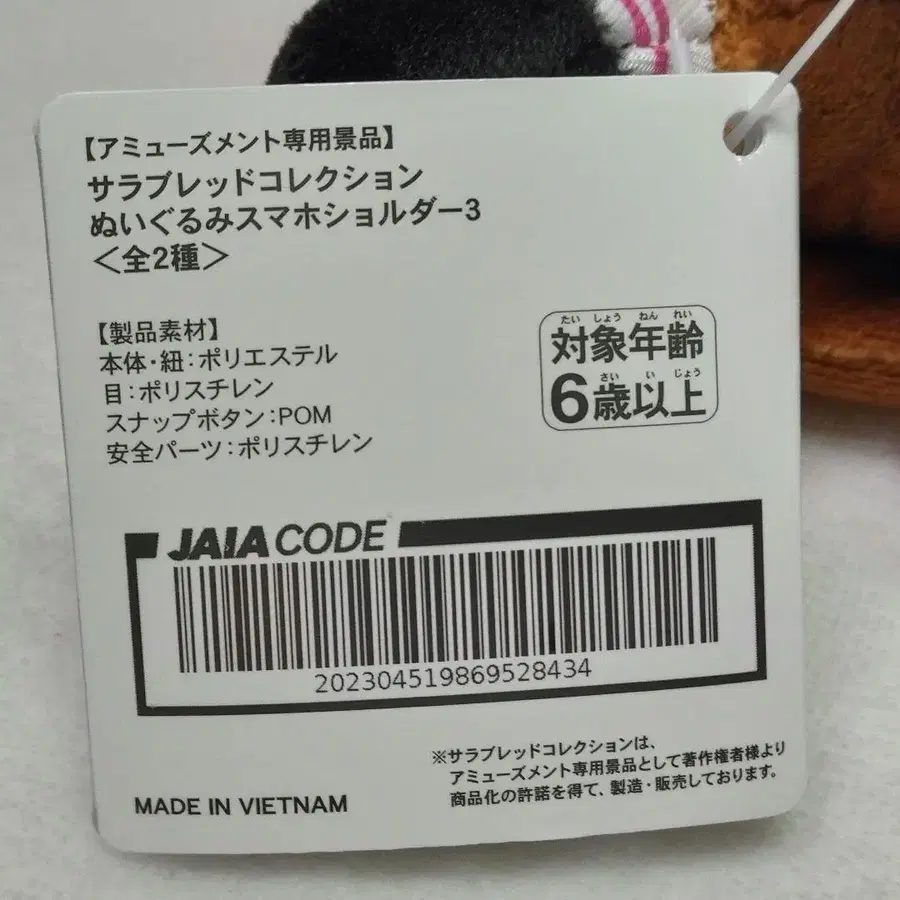 【アミューズメント専用景品】
サラブレッドコレクション
ぬいぐるみスマホショルダー3
＜全2種＞
【製品素材】
本体・紐：ポリエステル
目：ポリスチレン
スナップボタン：POM
安全パーツ：ポリスチレン
たい しょう ねん れい
対象年齢
さい い じょう
6歳以上
JAIA CODE
202304519869528434
※サラブレッドコレクションは、
アミューズメント専用景品として著作権者様より
商品化の許諾を得て、製造・販売しております。
MADE IN VIETNAM